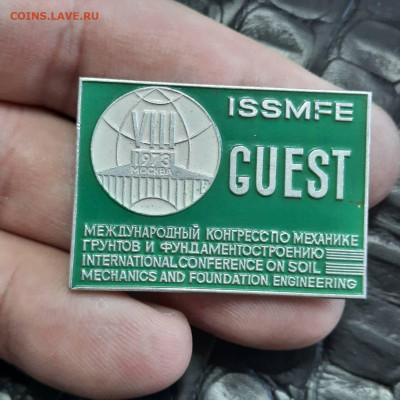 COINS.LAVE.RU
ISSMFE
VIII
1973
МОСКВА
GUEST
МЕЖДУНАРОДНЫЙ КОНГРЕСС ПО МЕХАНИКЕ
ГРУНТОВ И ФУНДАМЕНТОСТРОЕНИЮ
INTERNATIONAL CONFERENCE ON SOIL
MECHANICS AND FOUNDATION ENGINEERING